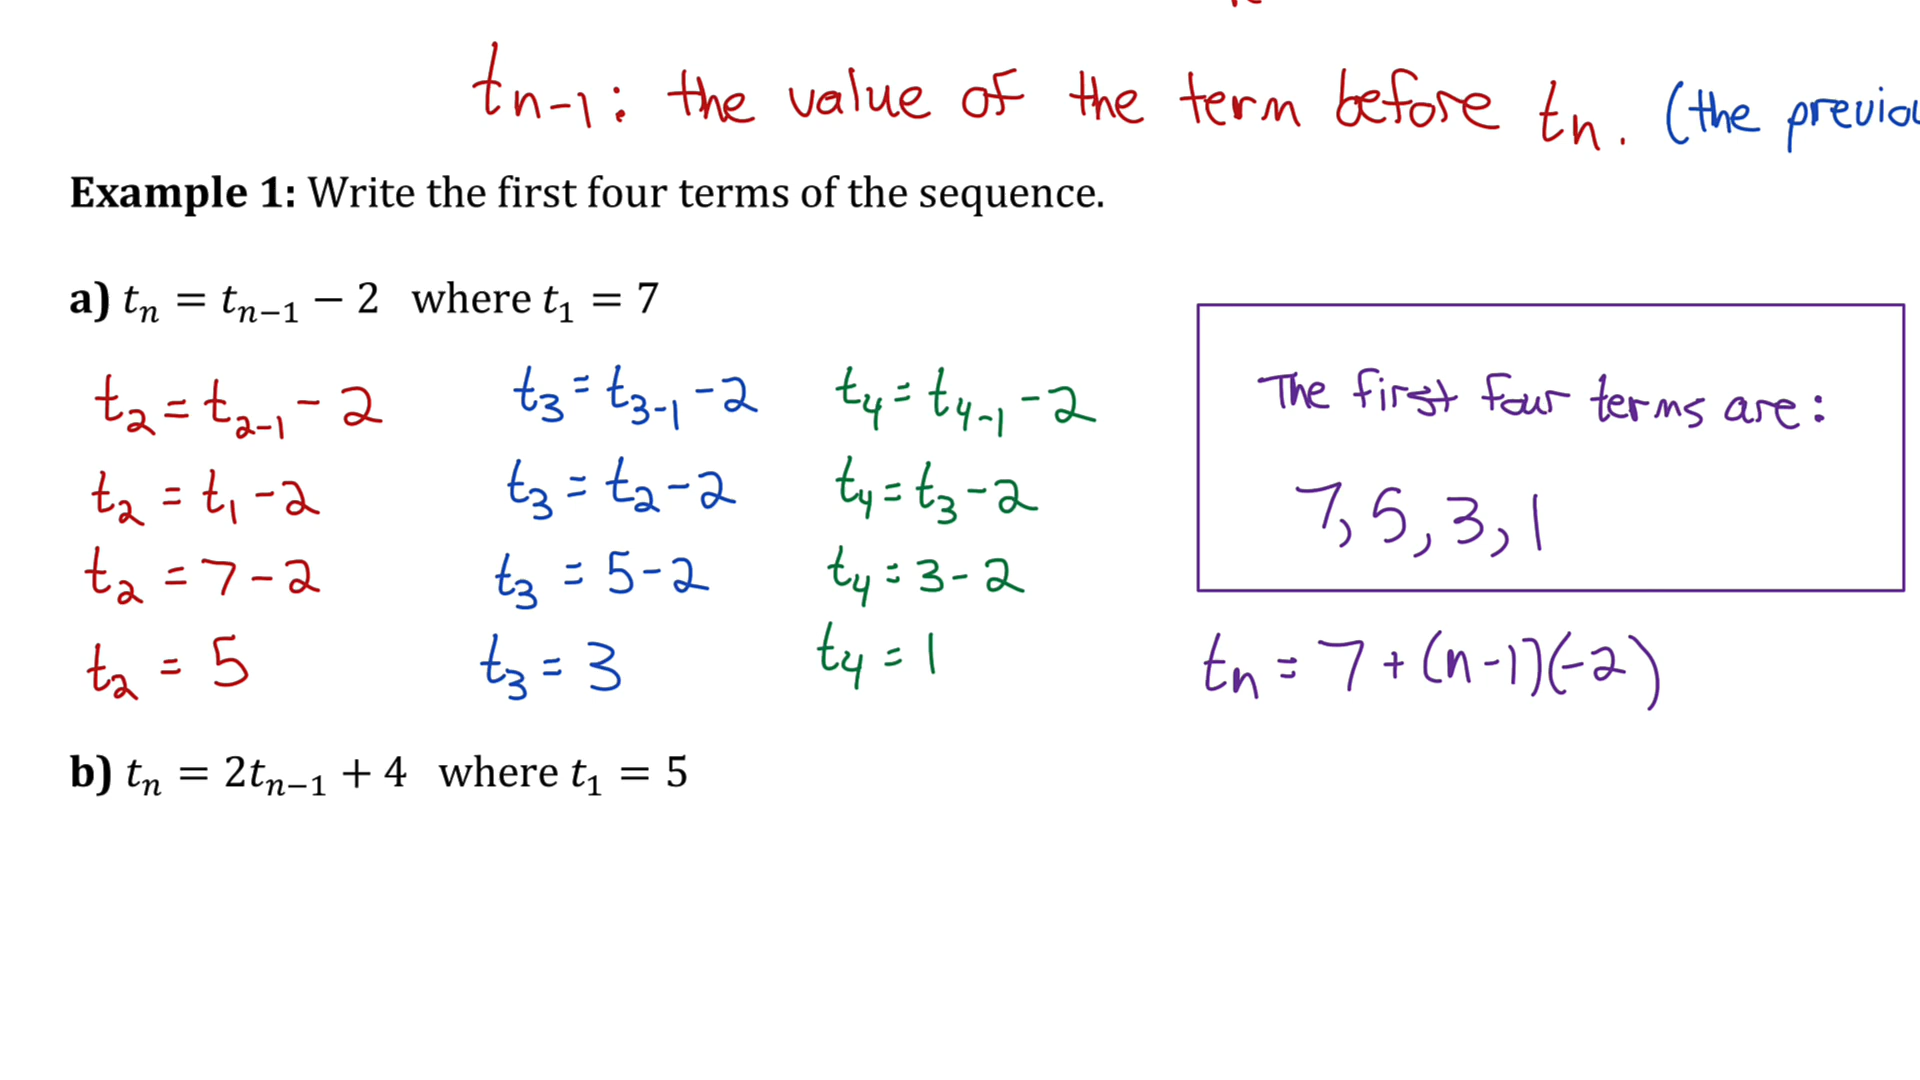 tn-1: the value of the term before tn. (the previou
Example 1: Write the first four terms of the sequence.
a) tn = tn−1 − 2 where t1 = 7
t2 = t2-1 - 2 t3 = t3-1 - 2 t4 = t4-1 - 2
The first four terms are:
t2 = t1 - 2 t3 = t2 - 2 t4 = t3 - 2
7, 5, 3, 1
t2 = 7 - 2 t3 = 5 - 2 t4 = 3 - 2
t2 = 5 t3 = 3 t4 = 1
tn = 7 + (n-1)(-2)
b) tn = 2tn−1 + 4 where t1 = 5